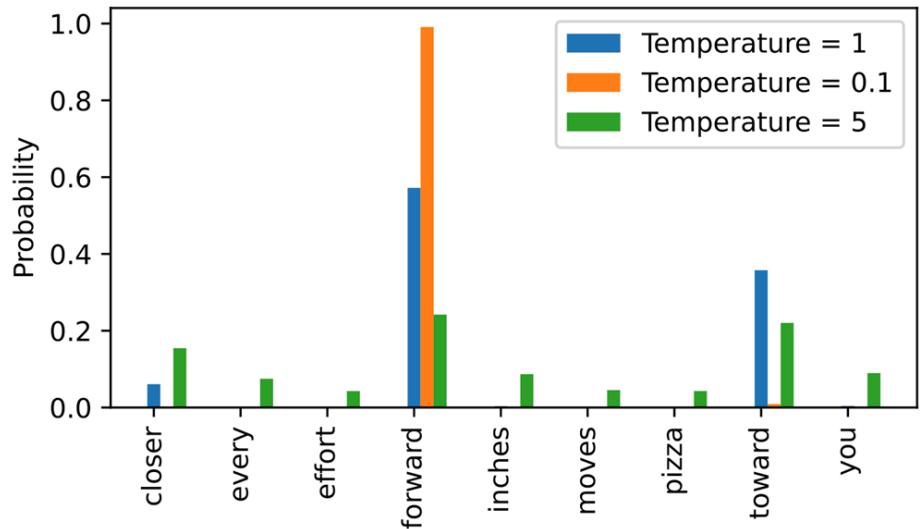 1.0
0.8
0.6
0.4
0.2
0.0
Probability
Temperature = 1
Temperature = 0.1
Temperature = 5
closer
every
effort
forward
inches
moves
pizza
toward
you